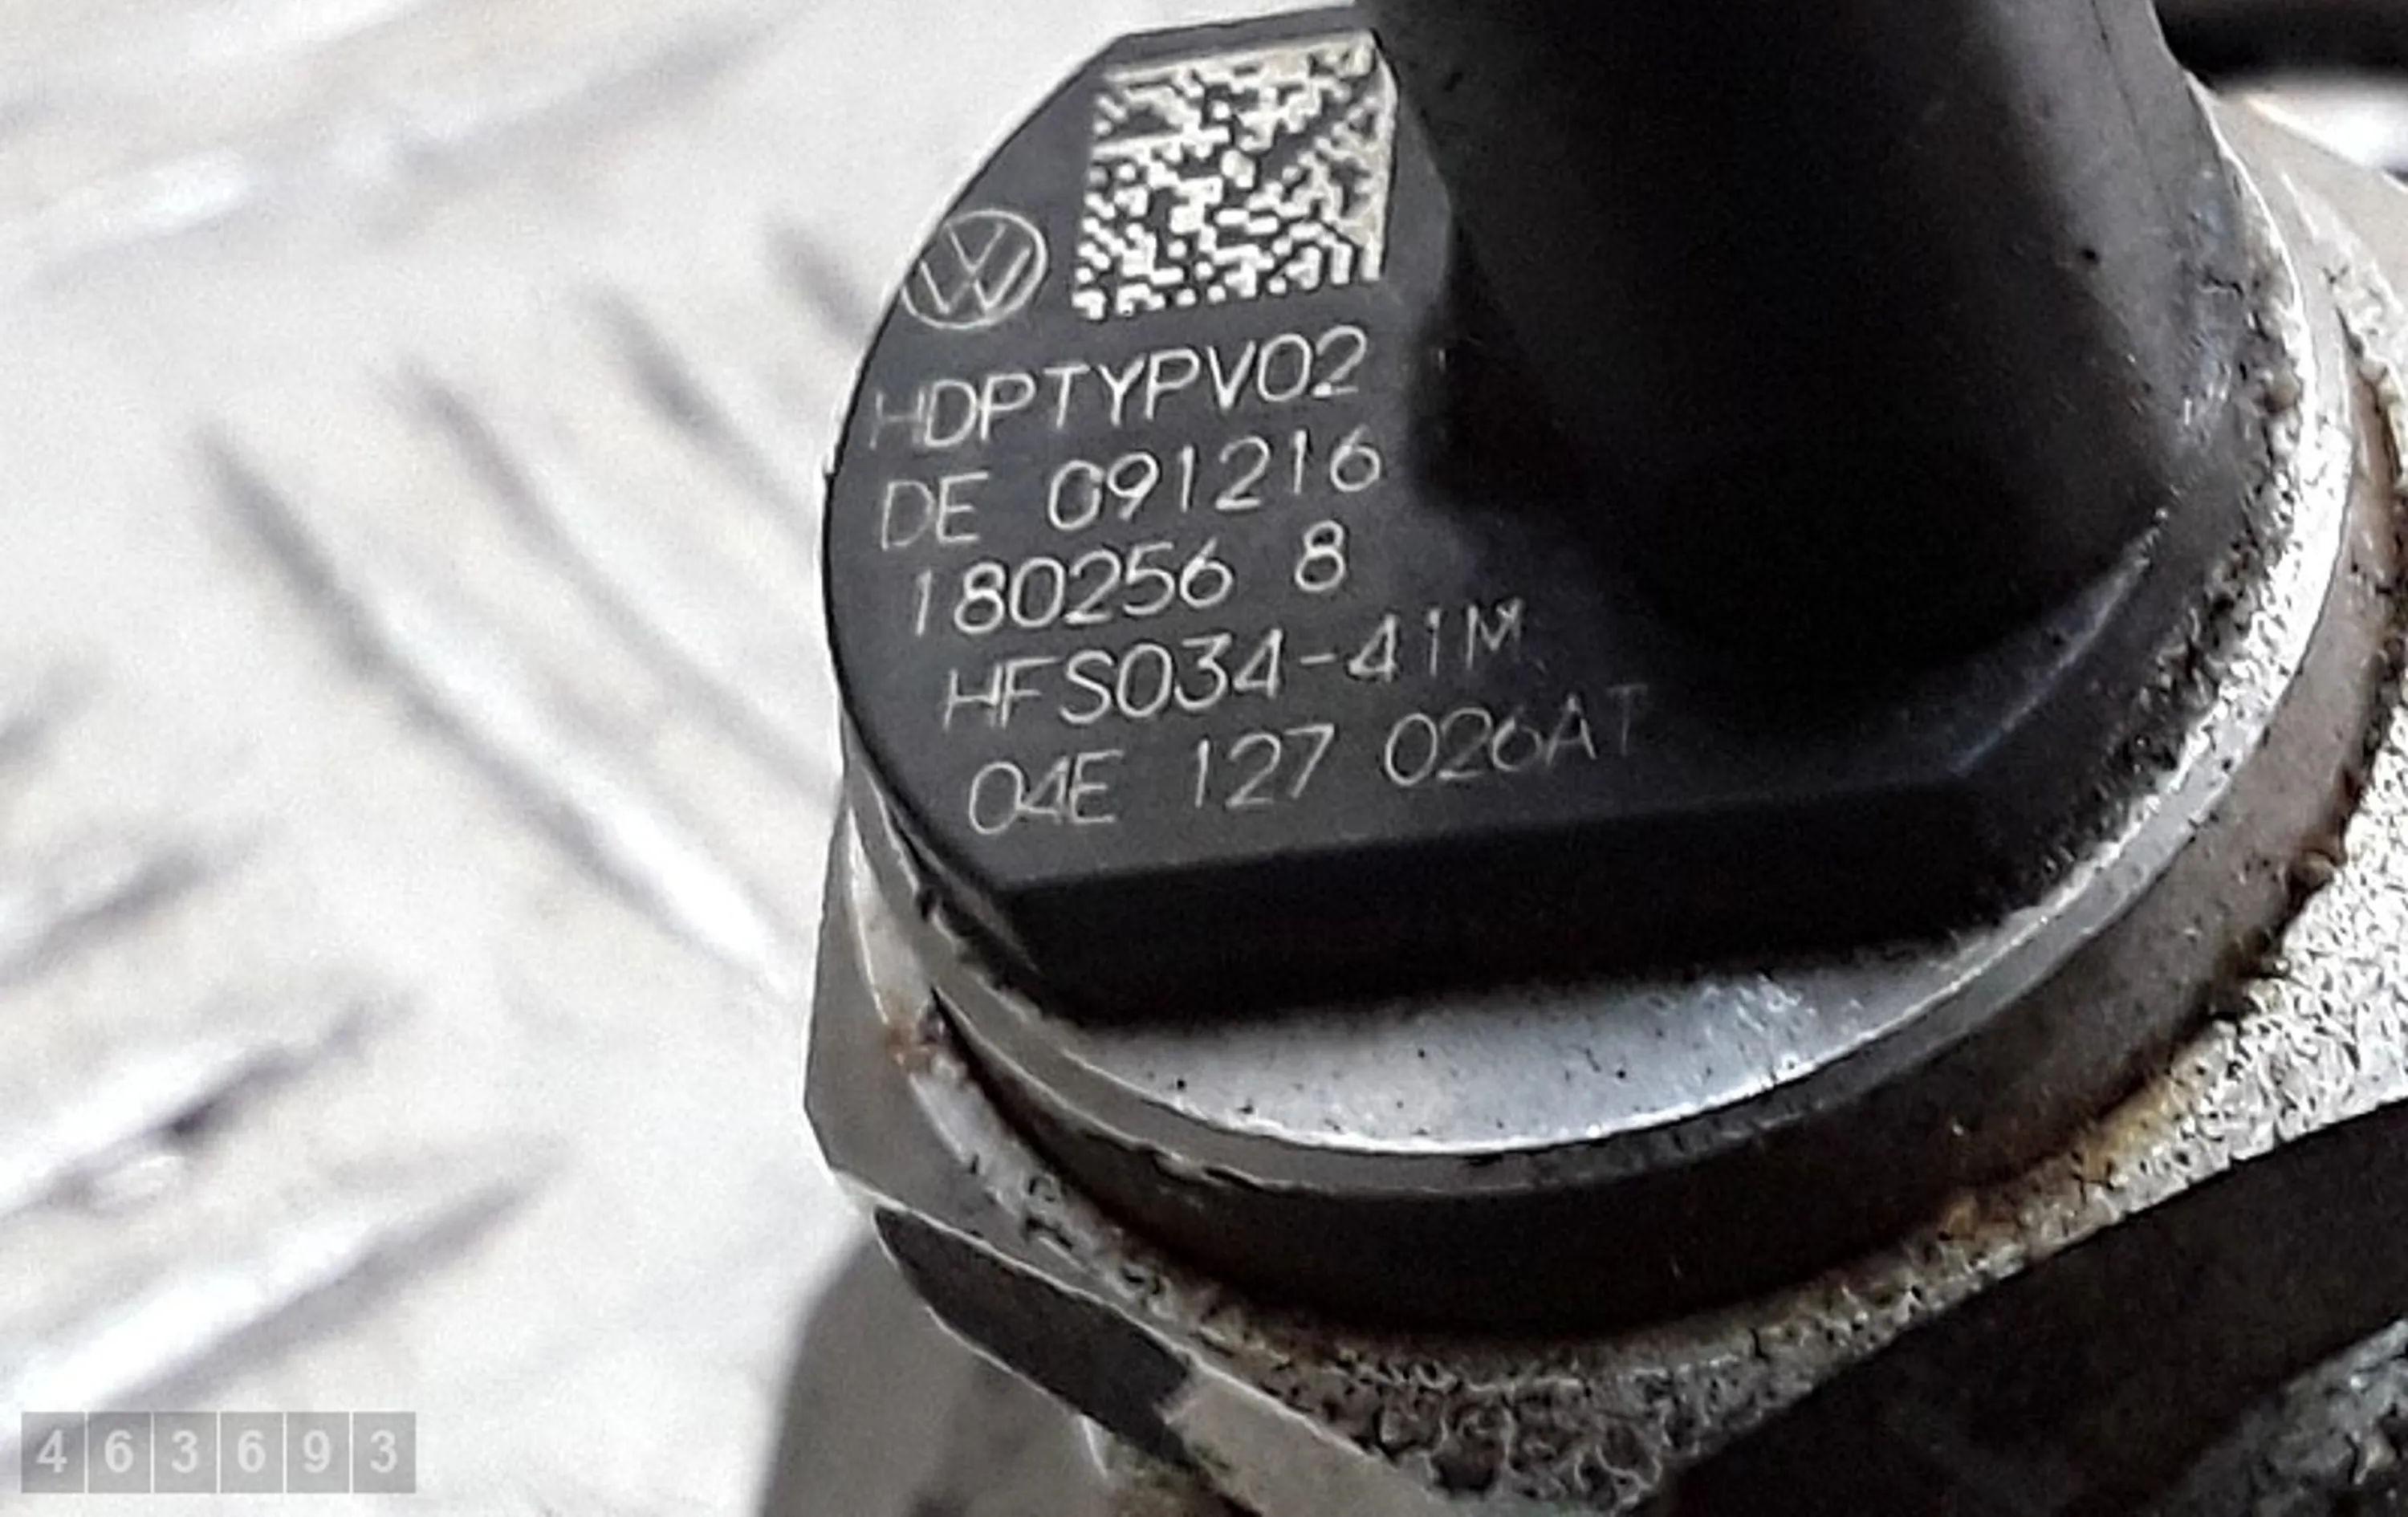 HDPTYPV02
DE 091216
180256 8
HFS034-41M
04E 127 026AT
463693